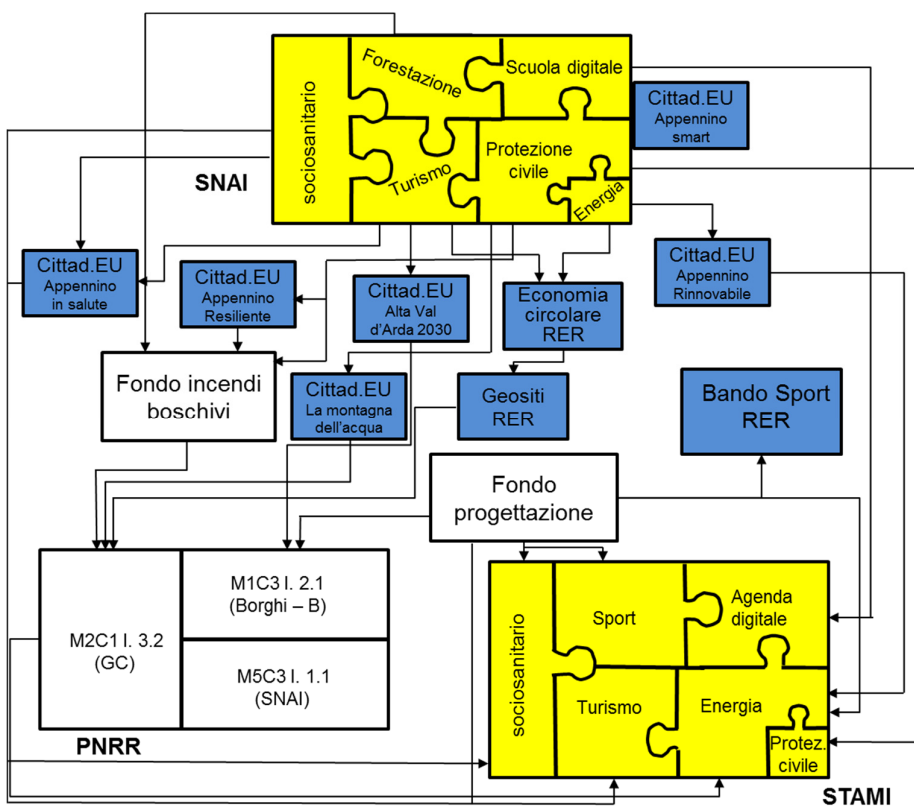 Forestazione
Scuola digitale
sociosanitario
Turismo
Protezione
civile
Energia
SNAI
Cittad.EU
Appennino
smart
Cittad.EU
Appennino
in salute
Cittad.EU
Appennino
Resiliente
Cittad.EU
Alta Val
d'Arda 2030
Economia
circolare
RER
Cittad.EU
Appennino
Rinnovabile
Fondo incendi
boschivi
Cittad.EU
La montagna
dell'acqua
Geositi
RER
Bando Sport
RER
Fondo
progettazione
M2C1 I. 3.2
(GC)
M1C3 I. 2.1
(Borghi – B)
M5C3 I. 1.1
(SNAI)
PNRR
sociosanitario
Sport
Agenda
digitale
Turismo
Energia
Protez.
civile
STAMI